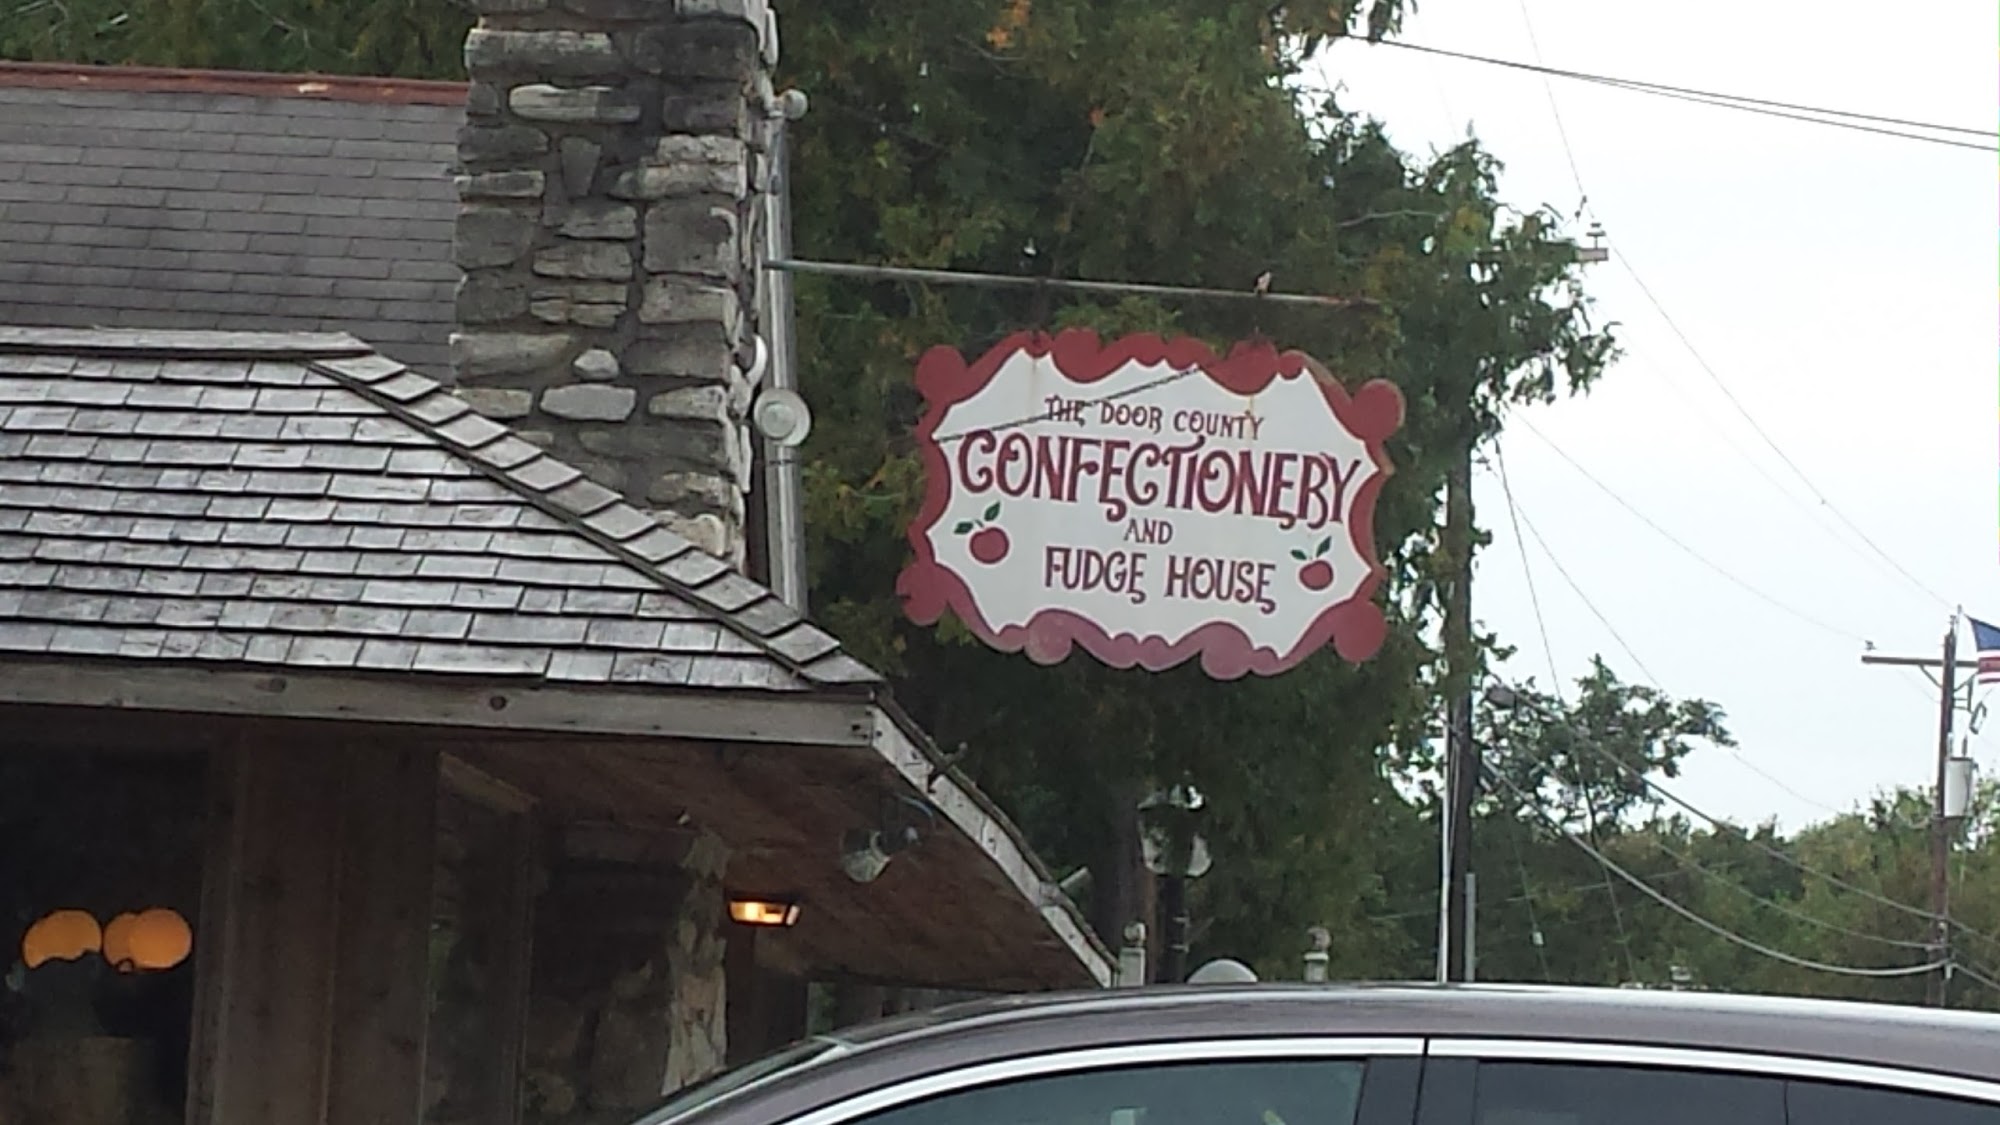 THE DOOR COUNTY
CONFECTIONERY
AND
FUDGE HOUSE